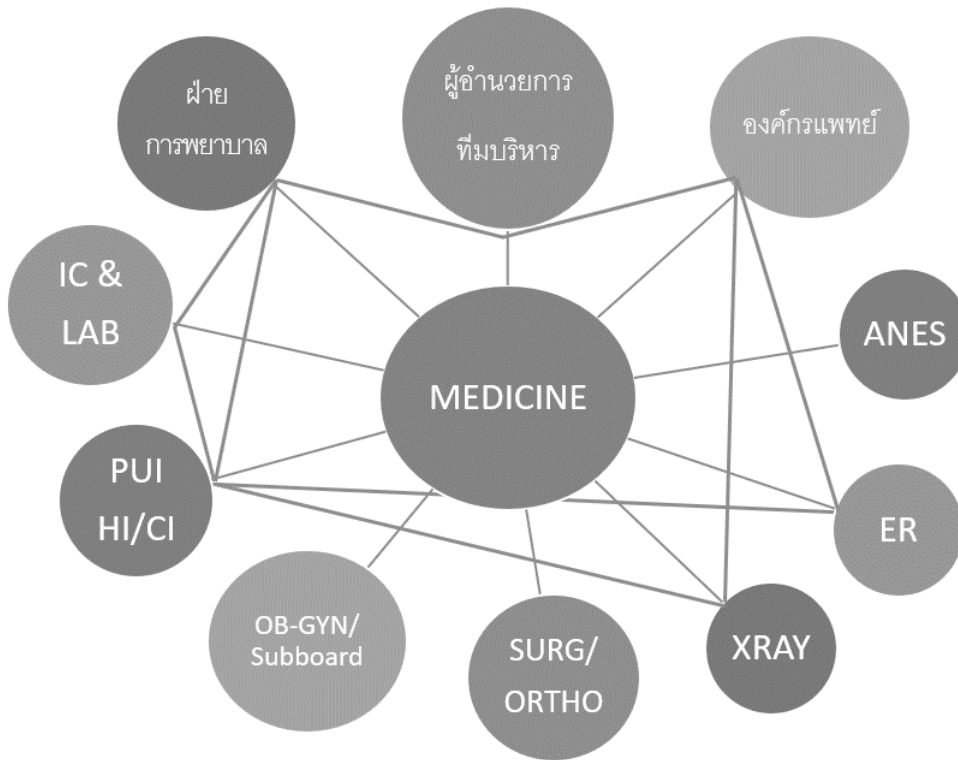 ฝ่าย
การพยาบาล
ผู้อำนวยการ
ทีมบริหาร
องค์กรแพทย์
IC &
LAB
ANES
MEDICINE
PUI
HI/CI
ER
OB-GYN/
Subboard
SURG/
ORTHO
XRAY